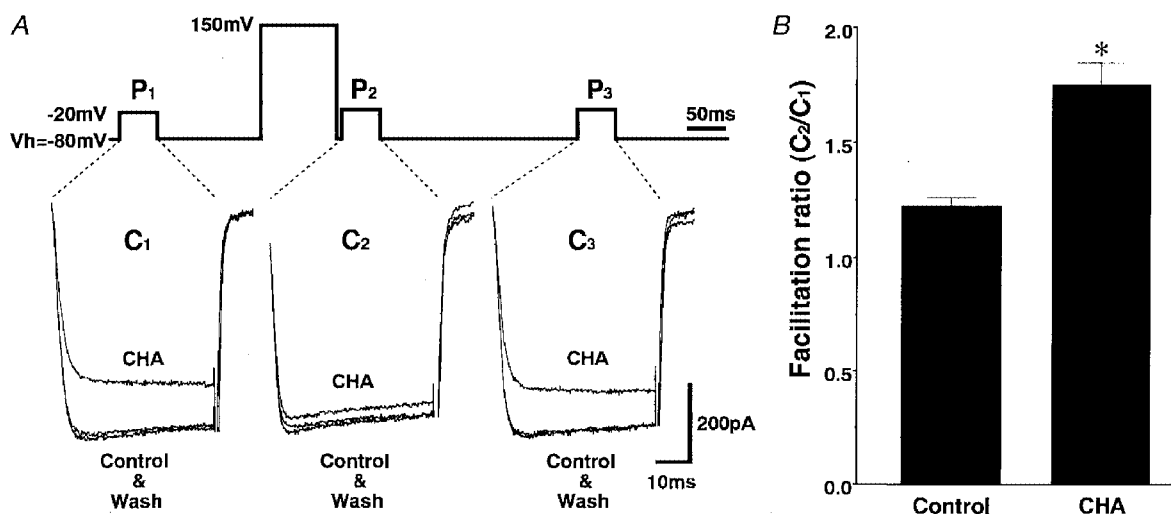 A
150mV
P1
P2
P3
-20mV
Vh=-80mV
50ms
C1
C2
C3
CHA
CHA
CHA
200pA
10ms
Control
&
Wash
Control
&
Wash
Control
&
Wash
B
Facilitation ratio (C2/C1)
2.0
1.5
1.0
0.5
0.0
*
Control
CHA